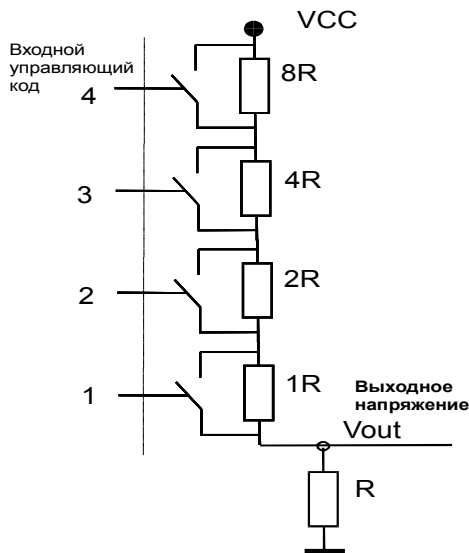 VCC
Входной
управляющий
код
4
8R
3
4R
2
2R
1
1R
Выходное
напряжение
Vout
R